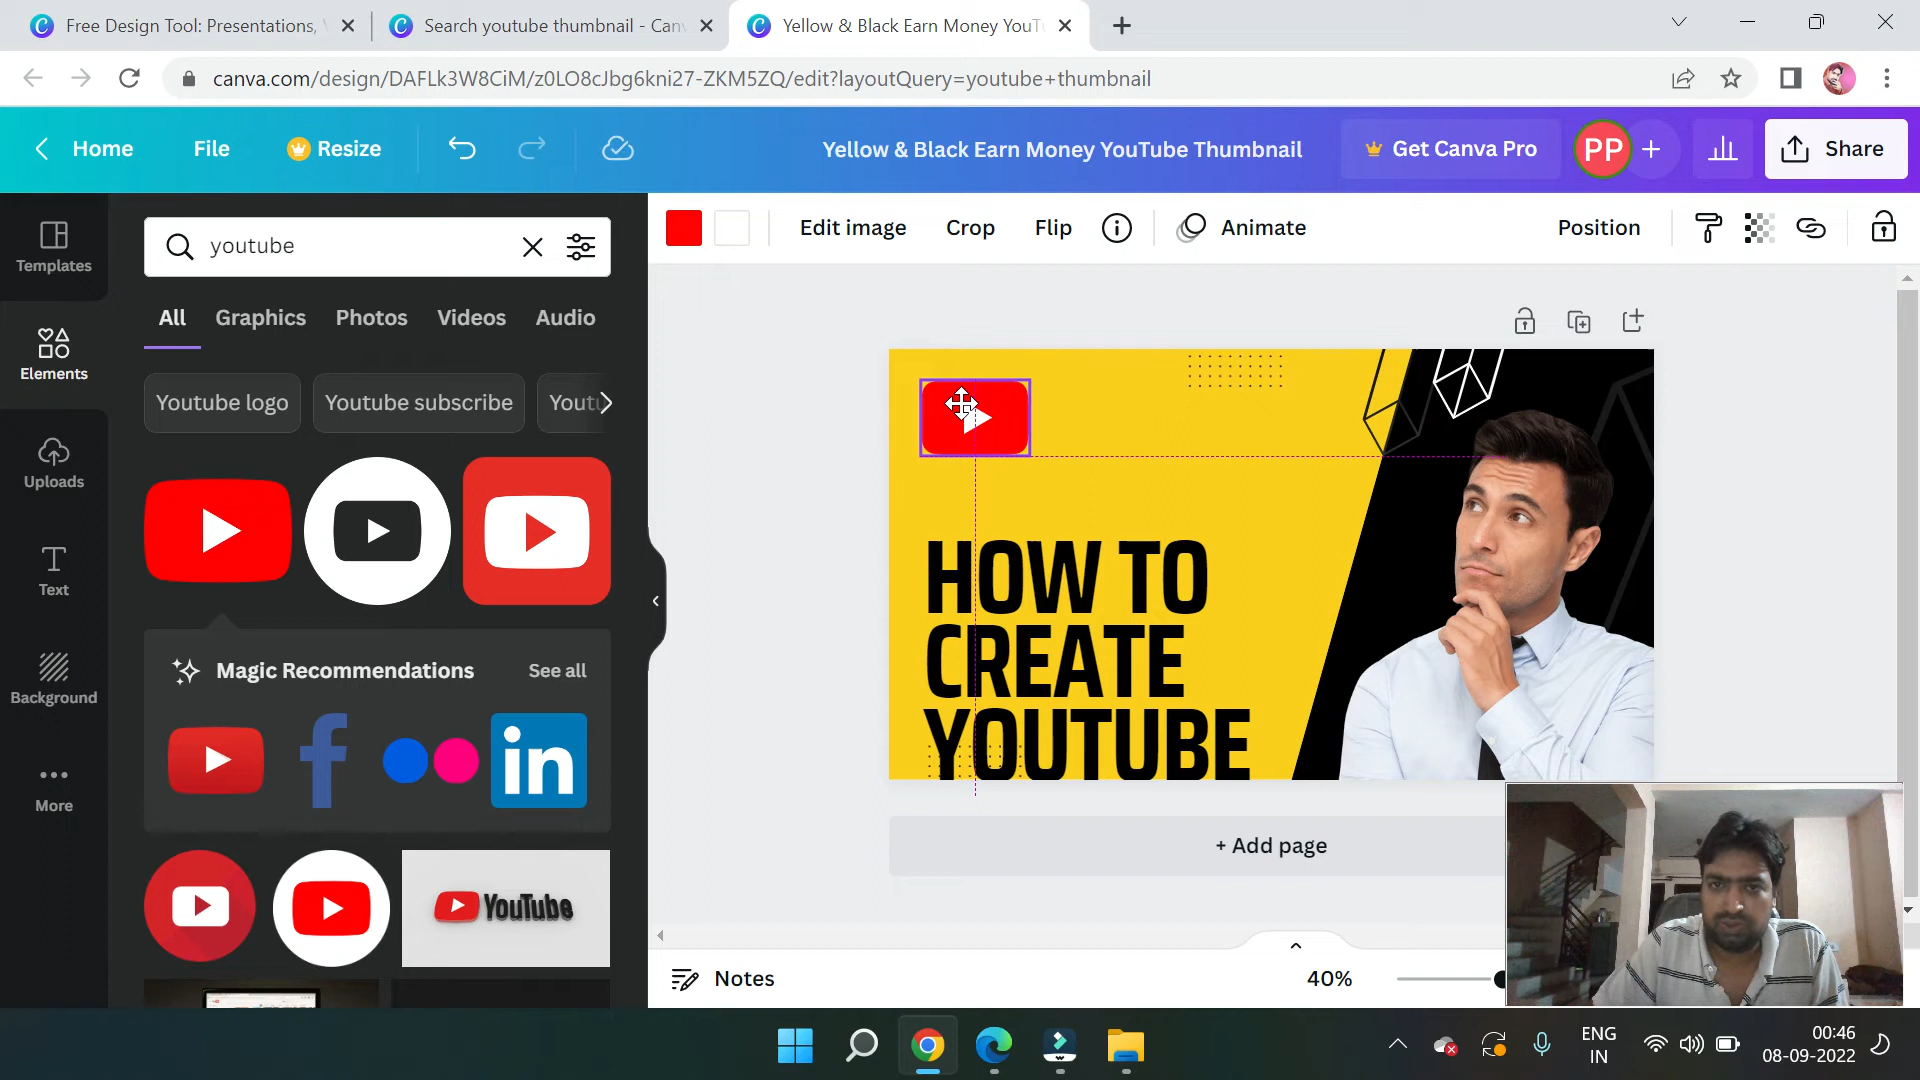 Free Design Tool: Presentations,
Search youtube thumbnail - Can
Yellow & Black Earn Money YouT
canva.com/design/DAFLk3W8CiM/z0LO8cJbg6kni27-ZKM5ZQ/edit?layoutQuery=youtube+thumbnail
Home
File
Resize
Yellow & Black Earn Money YouTube Thumbnail
Get Canva Pro
PP
Share
Templates
Elements
Uploads
Text
Background
More
youtube
All
Graphics
Photos
Videos
Audio
Youtube logo
Youtube subscribe
Youtu
Magic Recommendations
See all
in
YouTube
Edit image
Crop
Flip
Animate
Position
HOW TO
CREATE
YOUTUBE
+ Add page
Notes
40%
ENG
IN
00:46
08-09-2022